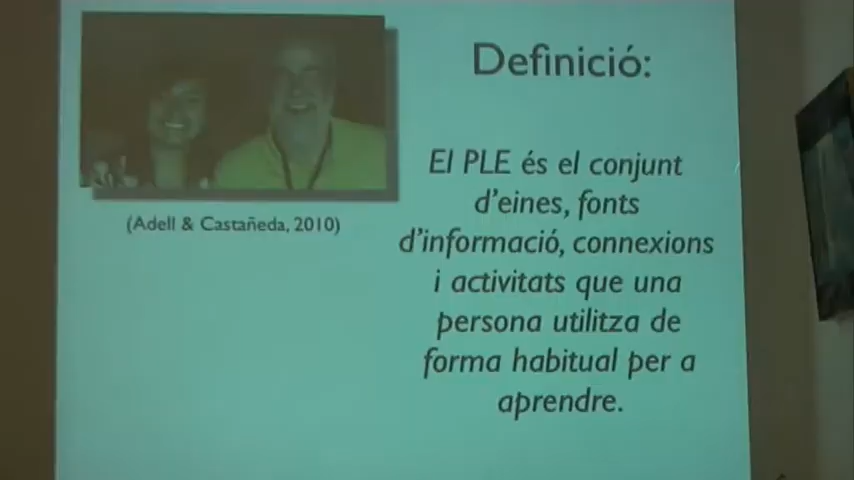 Definició:
(Adell & Castañeda, 2010)
El PLE és el conjunt
d'eines, fonts
d'informació, connexions
i activitats que una
persona utilitza de
forma habitual per a
aprendre.